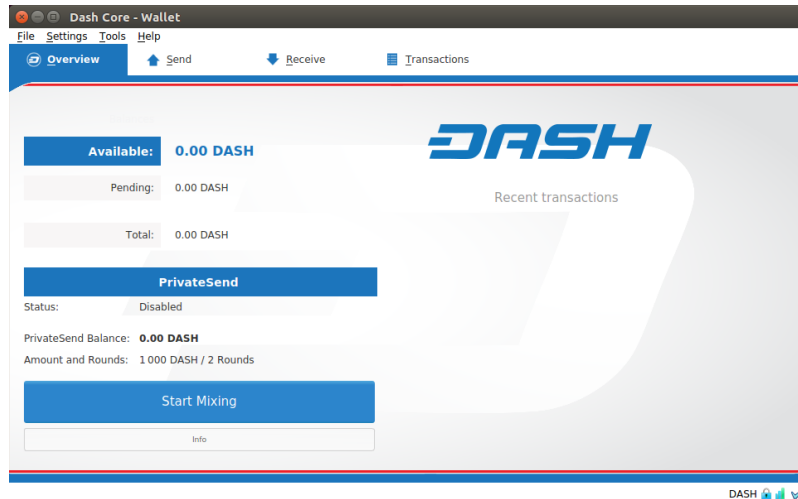 Dash Core - Wallet
File Settings Tools Help
Overview Send Receive Transactions
DASH
Available: 0.00 DASH
Pending: 0.00 DASH
Recent transactions
Total: 0.00 DASH
PrivateSend
Status: Disabled
PrivateSend Balance: 0.00 DASH
Amount and Rounds: 1 000 DASH / 2 Rounds
Start Mixing
Info
DASH